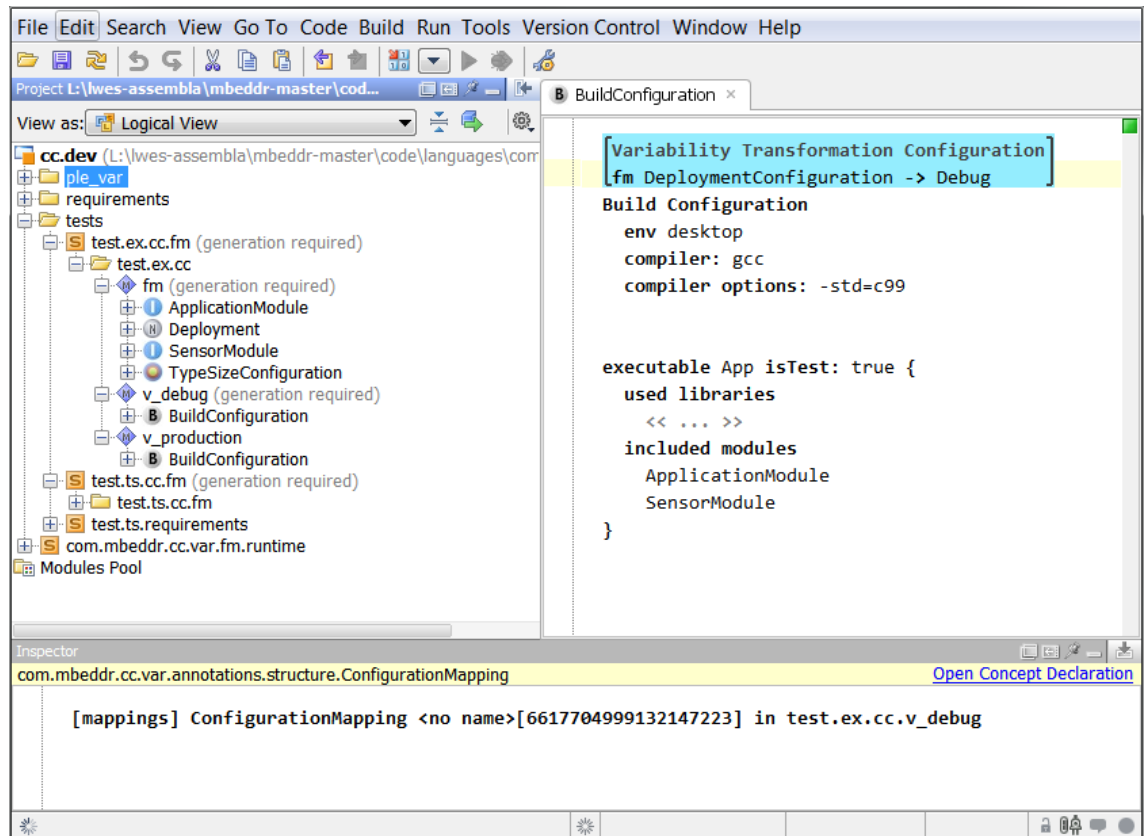 File Edit Search View Go To Code Build Run Tools Version Control Window Help
Project L:\lwes-assembla\mbeddr-master\cod...
View as: Logical View
cc.dev (L:\lwes-assembla\mbeddr-master\code\languages\com
ple_var
requirements
tests
S test.ex.cc.fm (generation required)
test.ex.cc
M fm (generation required)
I ApplicationModule
N Deployment
I SensorModule
TypeSizeConfiguration
M v_debug (generation required)
B BuildConfiguration
M v_production
B BuildConfiguration
S test.ts.cc.fm (generation required)
test.ts.cc.fm
S test.ts.requirements
S com.mbeddr.cc.var.fm.runtime
Modules Pool
B BuildConfiguration ×
Variability Transformation Configuration
fm DeploymentConfiguration -> Debug
Build Configuration
env desktop
compiler: gcc
compiler options: -std=c99
executable App isTest: true {
used libraries
<< ... >>
included modules
ApplicationModule
SensorModule
}
Inspector
com.mbeddr.cc.var.annotations.structure.ConfigurationMapping Open Concept Declaration
[mappings] ConfigurationMapping <no name>[6617704999132147223] in test.ex.cc.v_debug